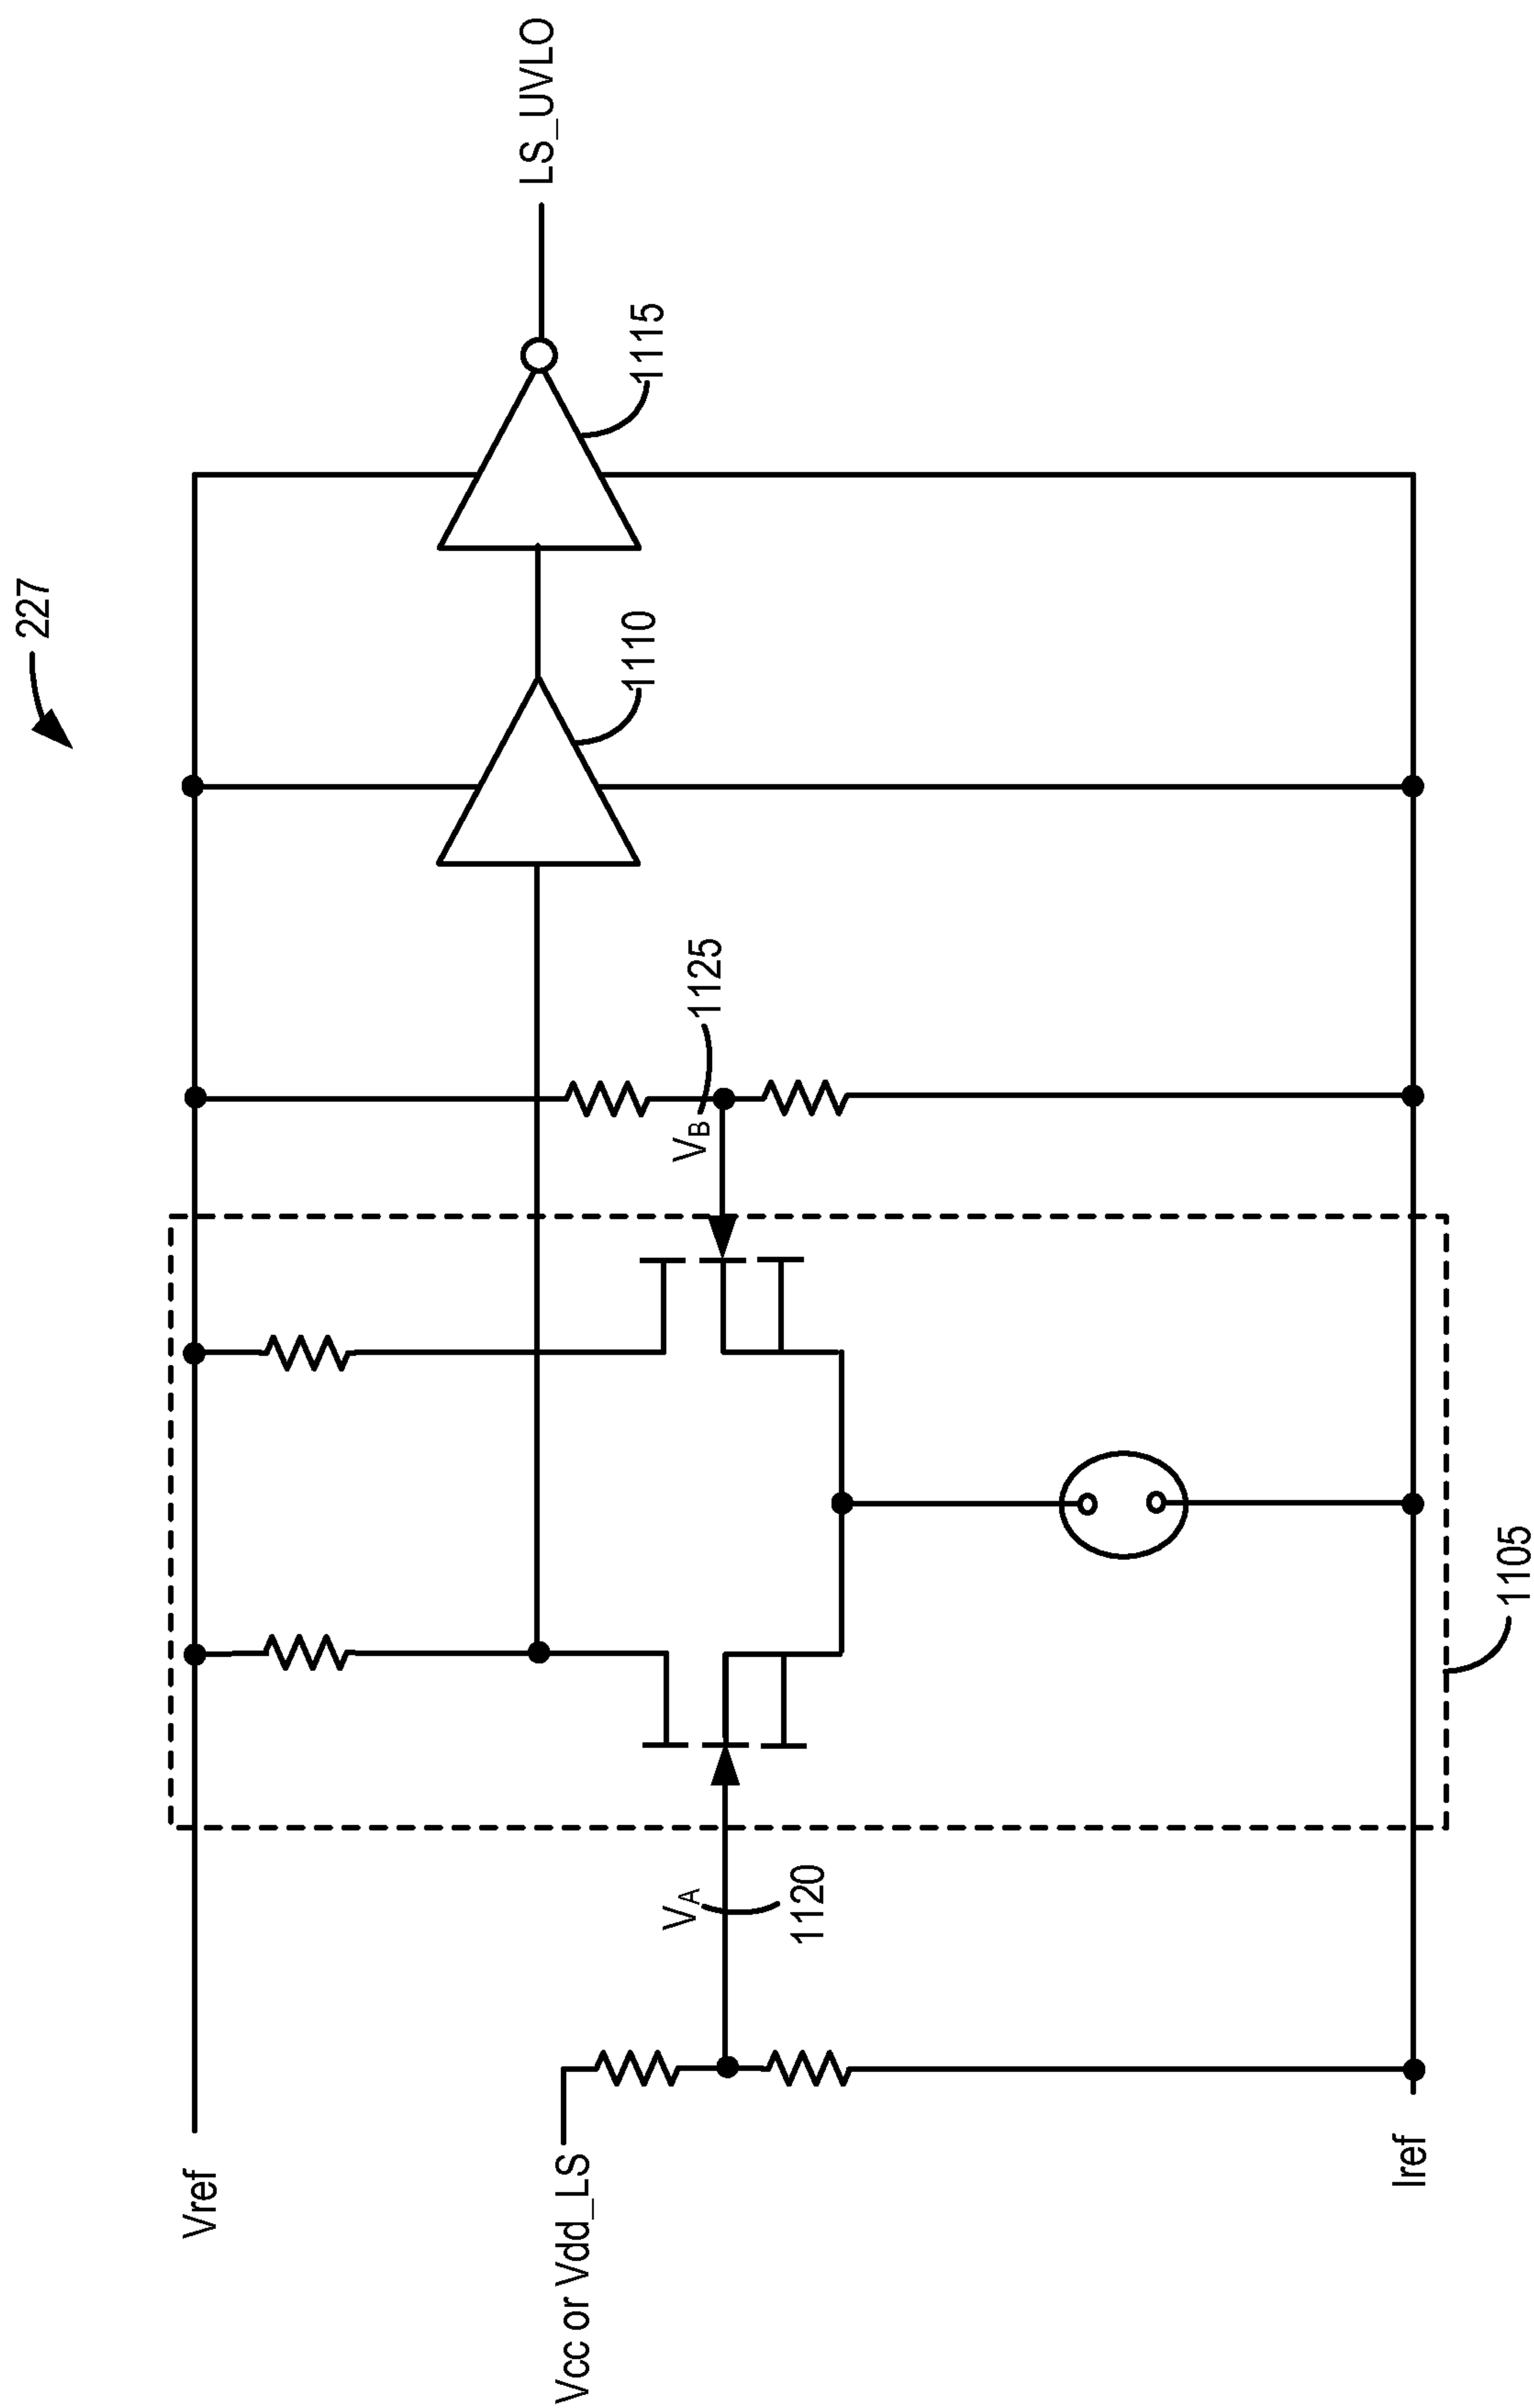 227
Vref
Vcc or Vdd_LS
VA
1120
VB
1125
1110
1115
LS_UVLO
Iref
1105